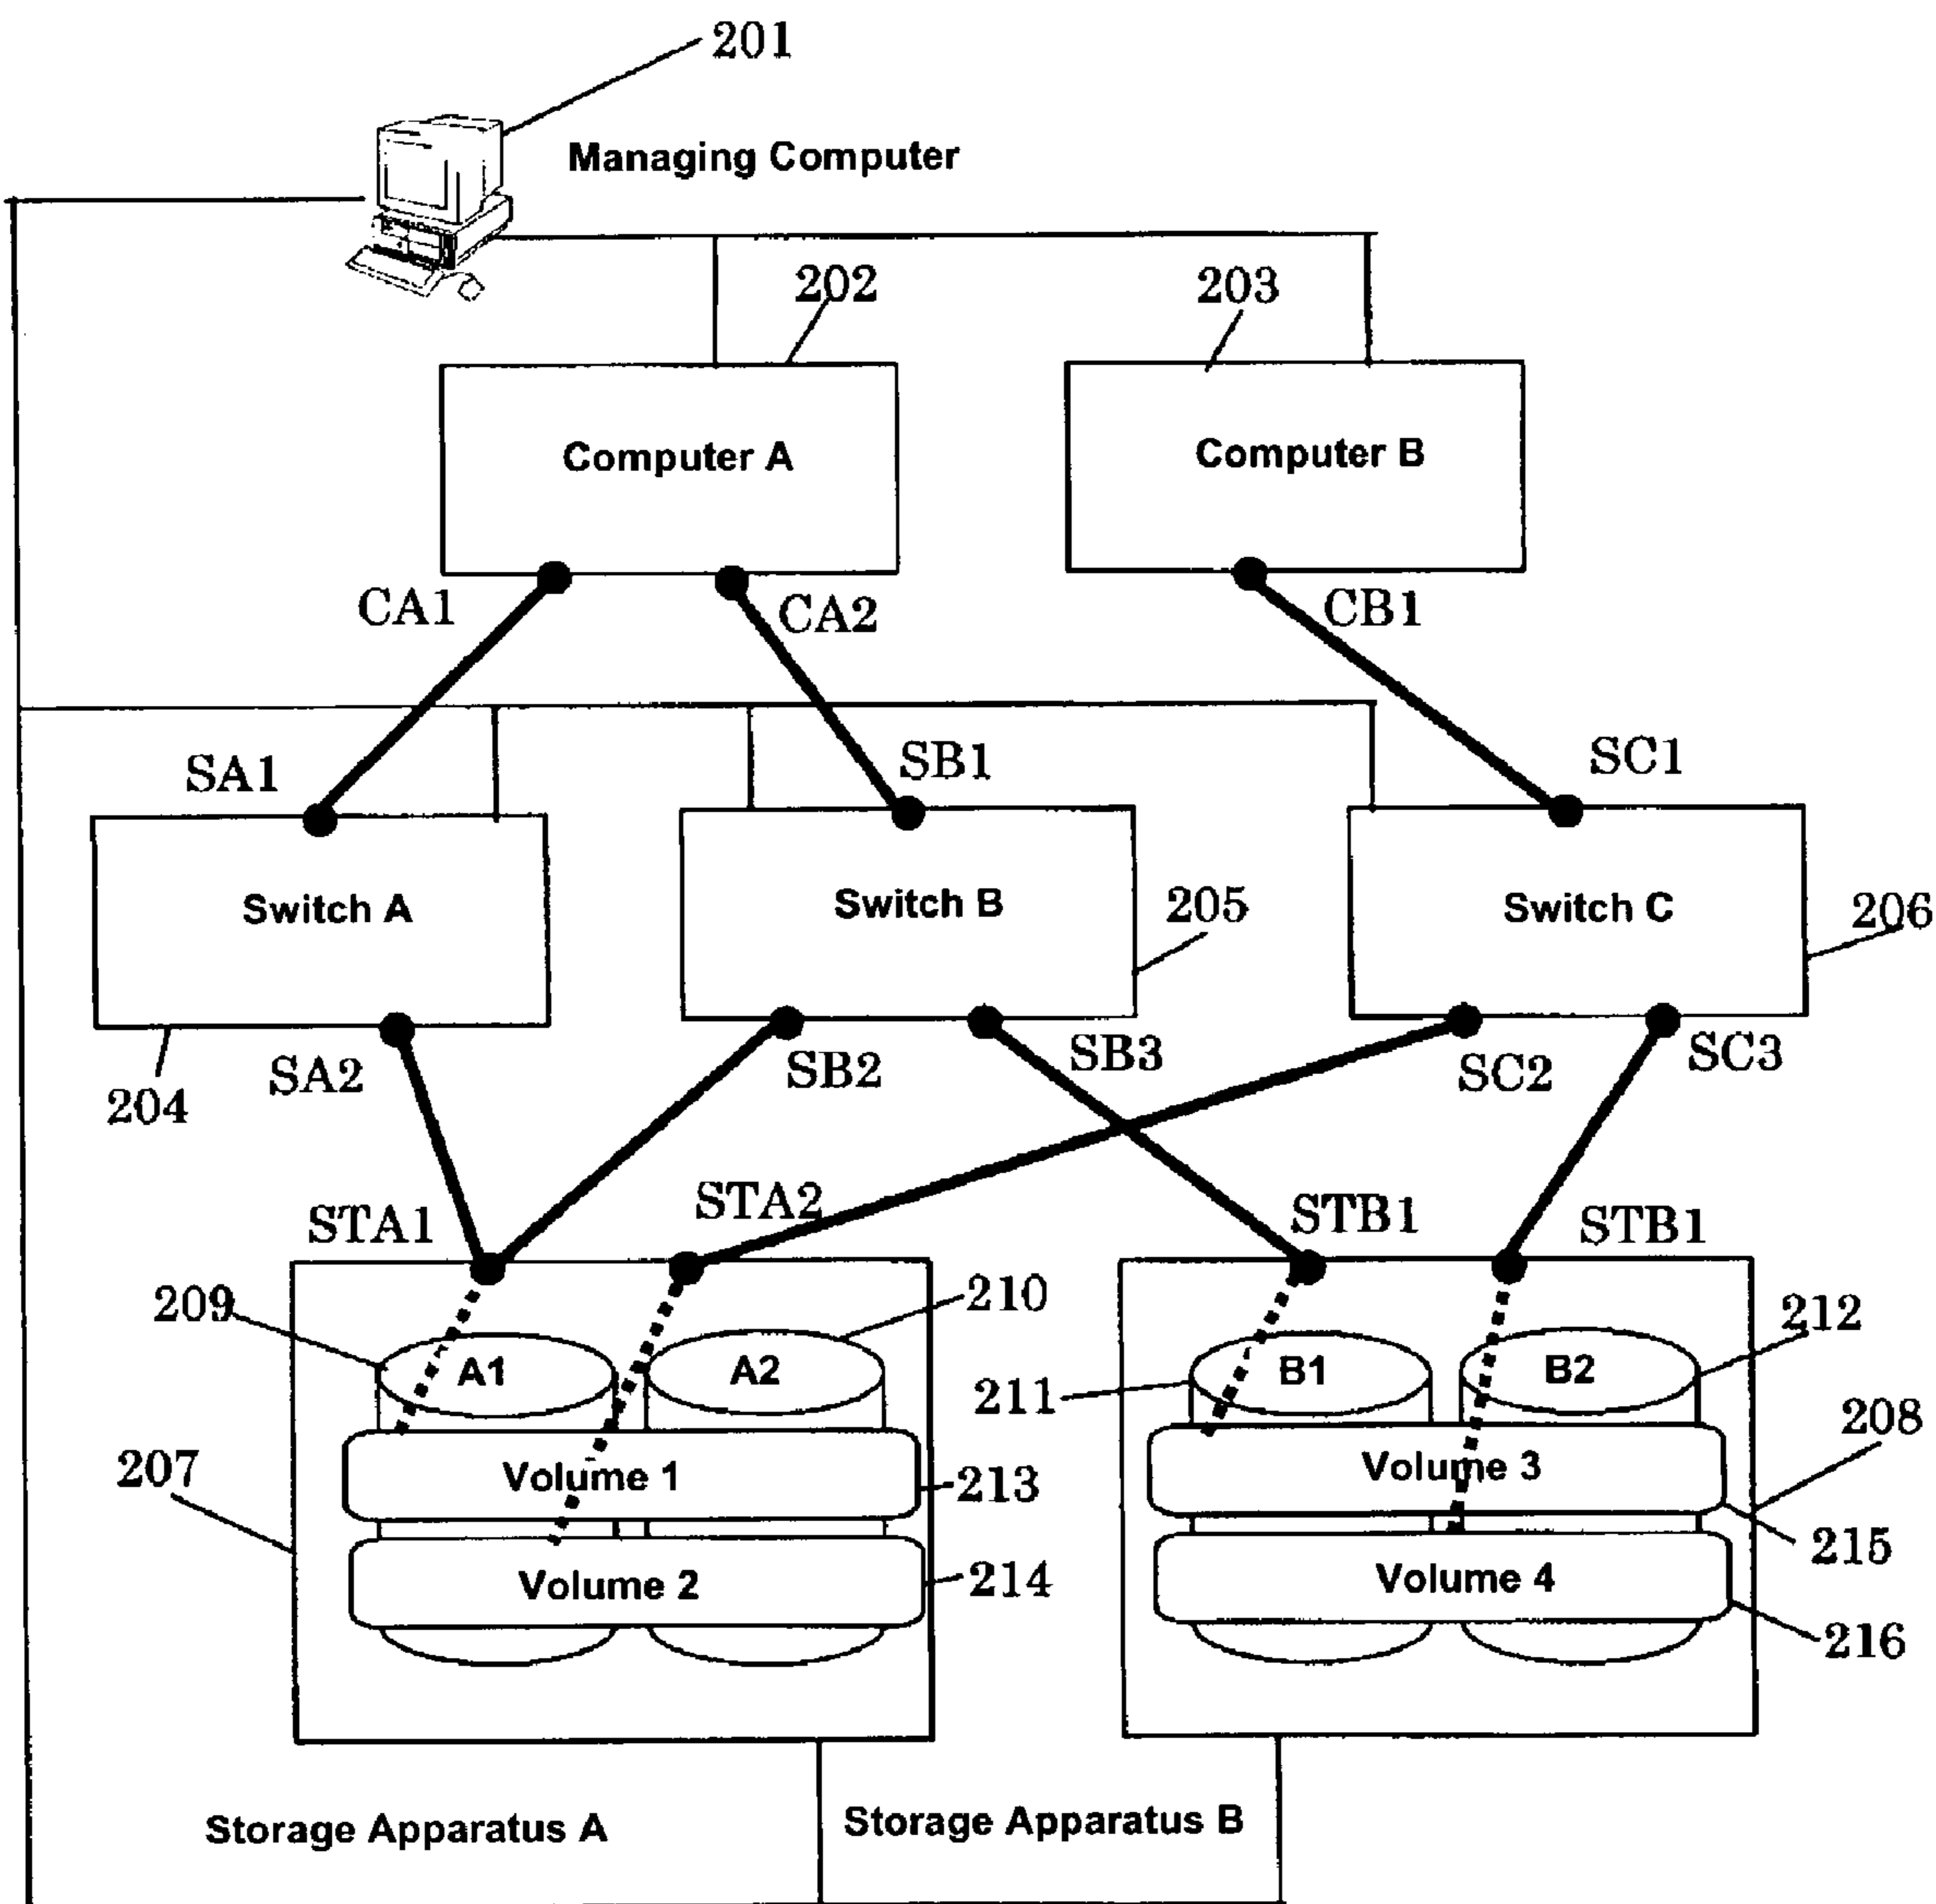 201
Managing Computer
202
203
Computer A
Computer B
CA1
CA2
CB1
SA1
SB1
SC1
Switch A
Switch B
205
Switch C
206
204
SA2
SB2
SB3
SC2
SC3
STA1
STA2
STB1
STB1
209
210
212
A1
A2
211
B1
B2
208
207
Volume 1
213
Volume 3
215
Volume 2
214
Volume 4
216
Storage Apparatus A
Storage Apparatus B